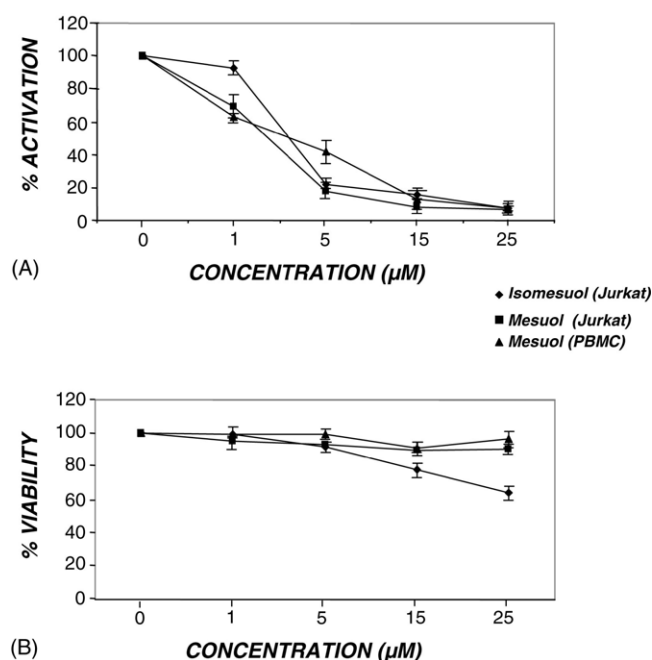 120
100
80
60
40
20
0
% ACTIVATION
0 1 5 15 25
(A)
CONCENTRATION (µM)
Isomesuol (Jurkat)
Mesuol (Jurkat)
Mesuol (PBMC)
120
100
80
60
40
20
0
% VIABILITY
0 1 5 15 25
(B)
CONCENTRATION (µM)